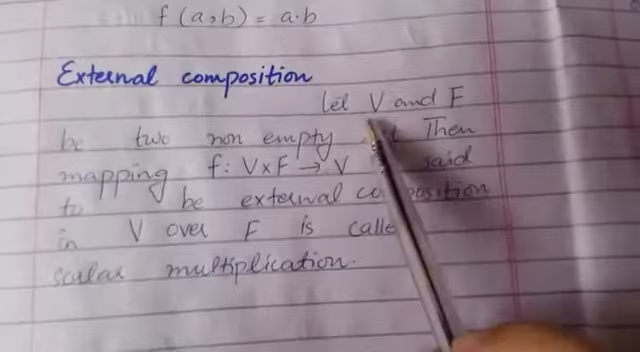 f(a,b) = a.b
External composition
let V and F
be two non empty Then
mapping f: V×F → V said
to be external composition
in V over F is calle
scalar multiplication.